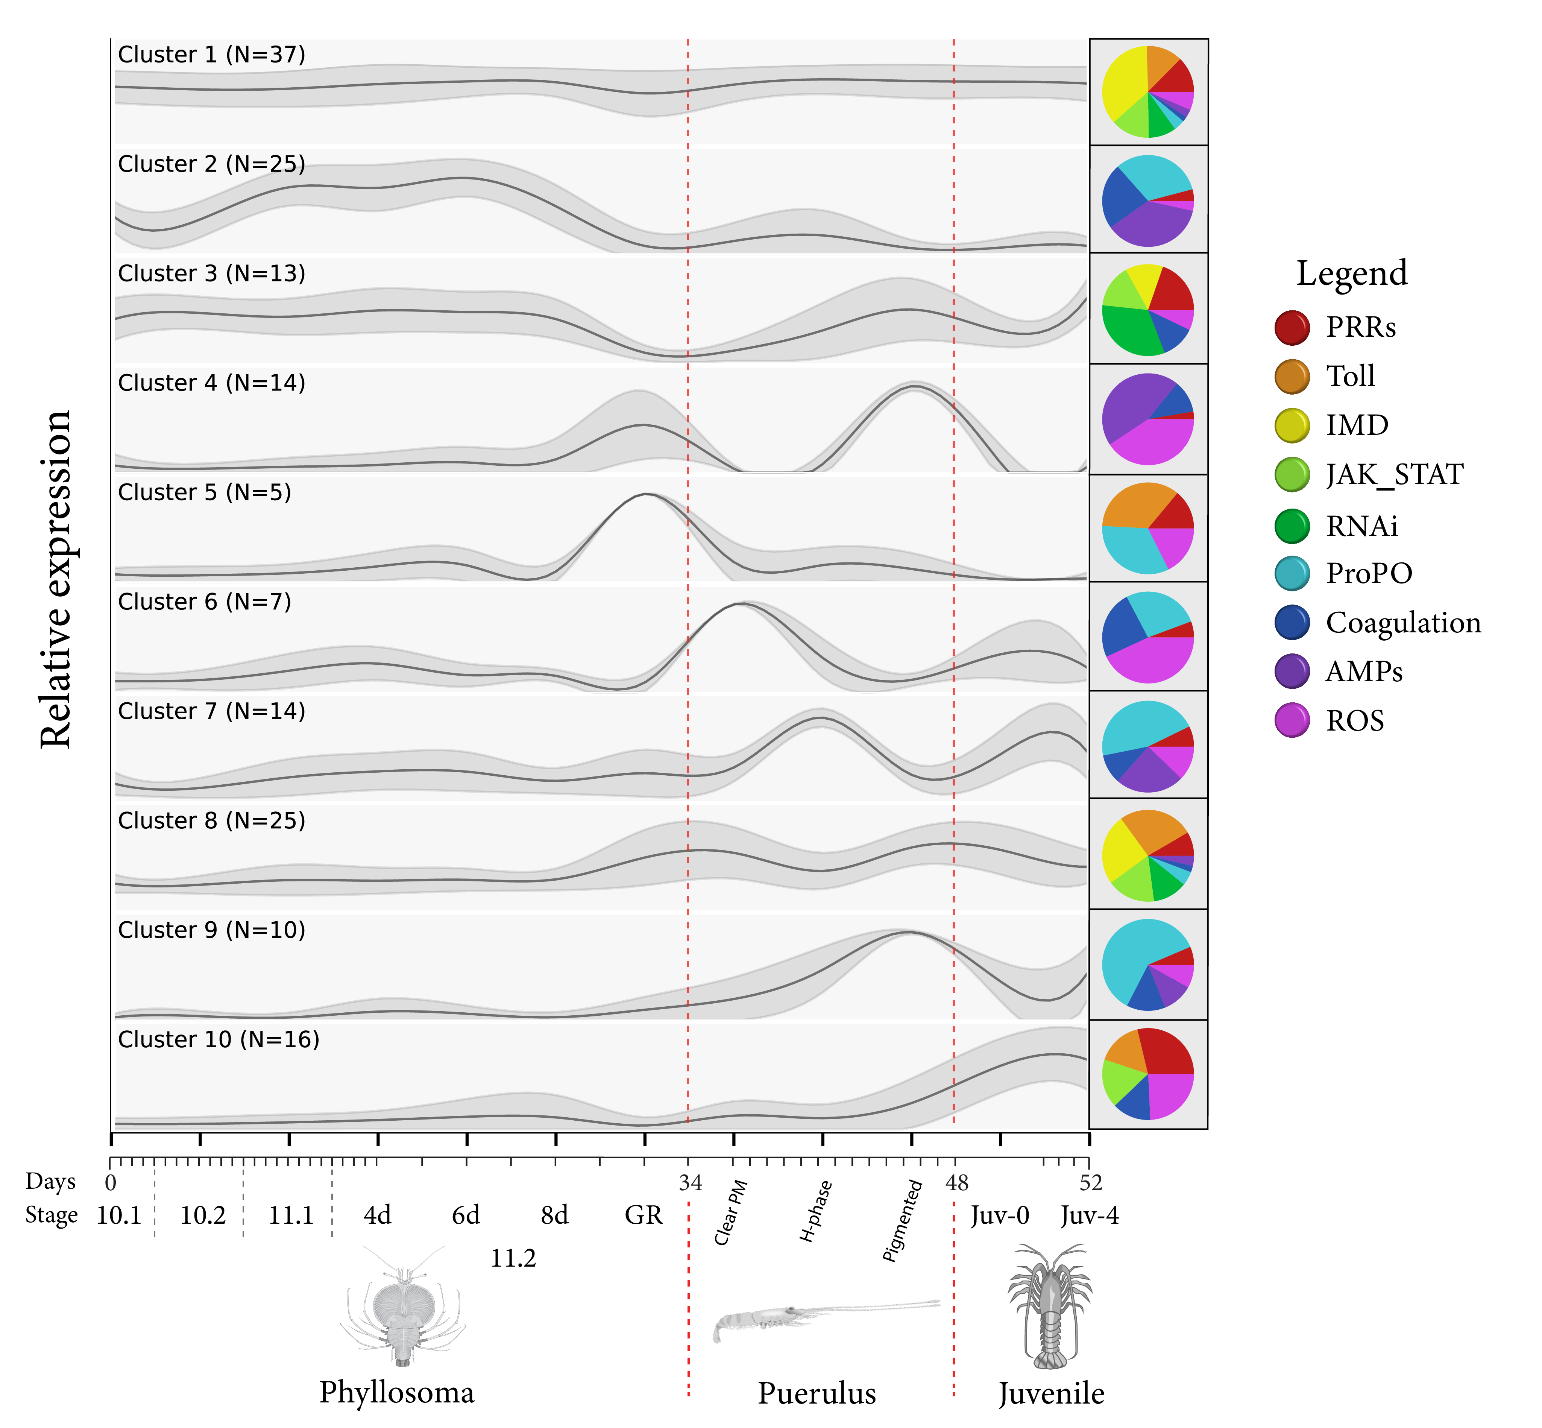 Cluster 1 (N=37)
Cluster 2 (N=25)
Cluster 3 (N=13)
Cluster 4 (N=14)
Cluster 5 (N=5)
Cluster 6 (N=7)
Cluster 7 (N=14)
Cluster 8 (N=25)
Cluster 9 (N=10)
Cluster 10 (N=16)
Relative expression
Legend
PRRs
Toll
IMD
JAK_STAT
RNAi
ProPO
Coagulation
AMPs
ROS
Days 0 34 48 52
Stage 10.1 10.2 11.1 4d 6d 8d GR Clear PM H-phase Pigmented Juv-0 Juv-4
11.2
Phyllosoma Puerulus Juvenile